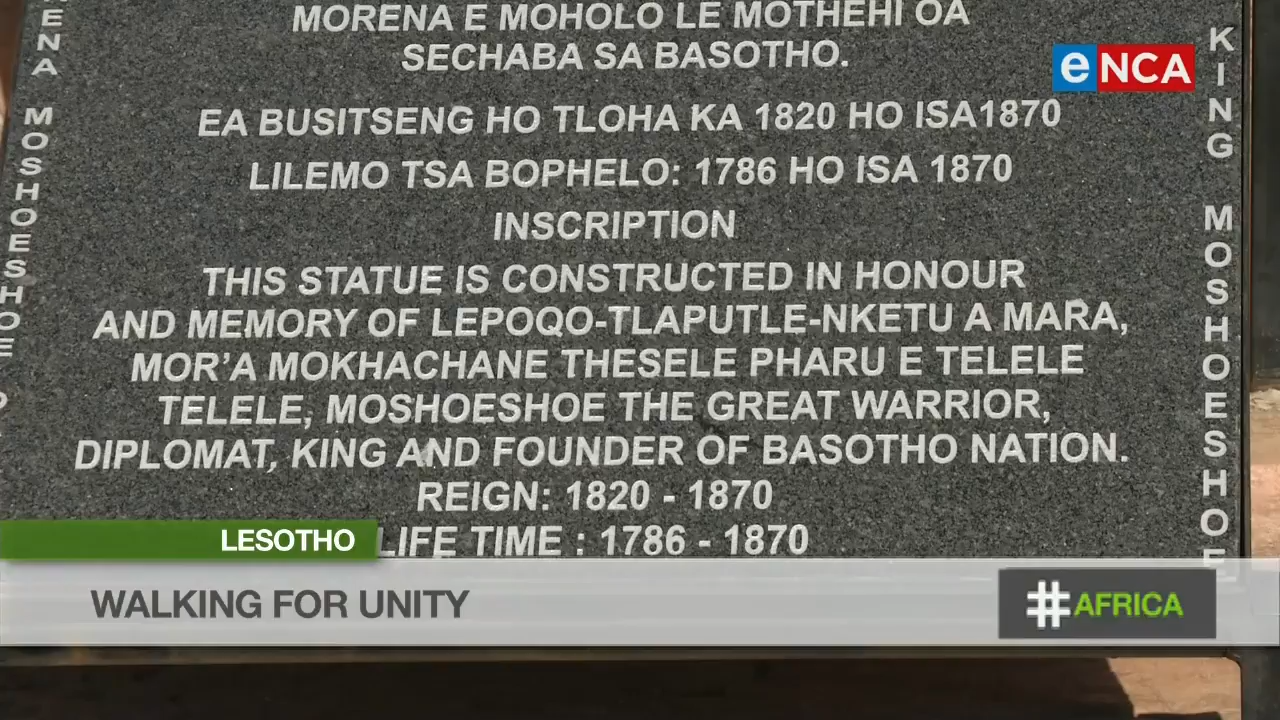 MORENA E MOHOLO LE MOTHEHI OA
SECHABA SA BASOTHO.
EA BUSITSENG HO TLOHA KA 1820 HO ISA1870
LILEMO TSA BOPHELO: 1786 HO ISA 1870
INSCRIPTION
THIS STATUE IS CONSTRUCTED IN HONOUR
AND MEMORY OF LEPOQO-TLAPUTLE-NKETU A MARA,
MOR'A MOKHACHANE THESELE PHARU E TELELE
TELELE, MOSHOESHOE THE GREAT WARRIOR,
DIPLOMAT, KING AND FOUNDER OF BASOTHO NATION.
REIGN: 1820 - 1870
LIFE TIME : 1786 - 1870
ENA MOSHOESHOE
KING MOSHOESHOE
eNCA
LESOTHO
WALKING FOR UNITY
#AFRICA